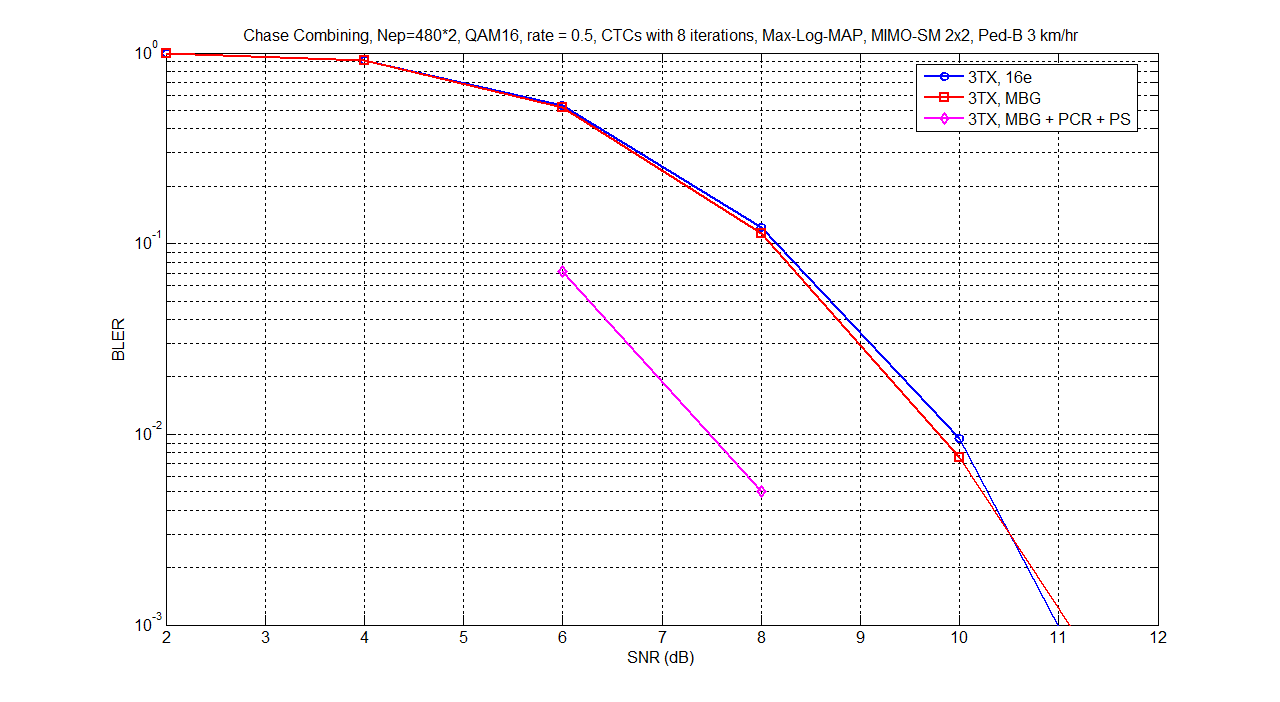 Chase Combining, Nep=480*2, QAM16, rate = 0.5, CTCs with 8 iterations, Max-Log-MAP, MIMO-SM 2x2, Ped-B 3 km/hr
3TX, 16e
3TX, MBG
3TX, MBG + PCR + PS
10^0
10^-1
10^-2
10^-3
BLER
2 3 4 5 6 7 8 9 10 11 12
SNR (dB)